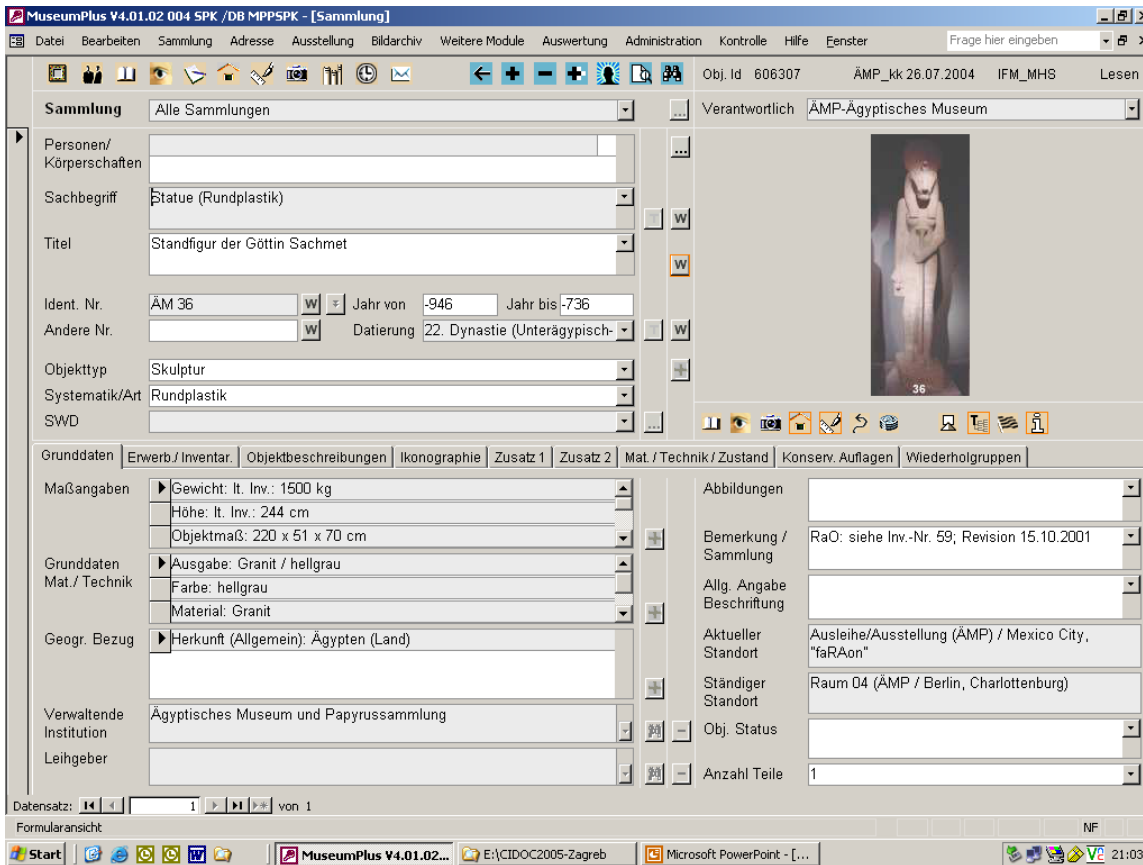 MuseumPlus V4.01.02 004 SPK /DB MPPSPK - [Sammlung]
Datei Bearbeiten Sammlung Adresse Ausstellung Bildarchiv Weitere Module Auswertung Administration Kontrolle Hilfe Fenster Frage hier eingeben
Obj. Id 606307 ÄMP_kk 26.07.2004 IFM_MHS Lesen
Sammlung Alle Sammlungen ... Verantwortlich ÄMP-Ägyptisches Museum
Personen/
Körperschaften
...
Sachbegriff Statue (Rundplastik)
T W
Titel Standfigur der Göttin Sachmet
W
Ident. Nr. ÄM 36 W Jahr von -946 Jahr bis -736
Andere Nr. W Datierung 22. Dynastie (Unterägypisch- T W
Objekttyp Skulptur
Systematik/Art Rundplastik
36
SWD ...
Grunddaten Erwerb./ Inventar. Objektbeschreibungen Ikonographie Zusatz 1 Zusatz 2 Mat. / Technik / Zustand Konserv. Auflagen Wiederholgruppen
Maßangaben Gewicht: lt. Inv.: 1500 kg
Höhe: lt. Inv.: 244 cm
Objektmaß: 220 x 51 x 70 cm
Grunddaten
Mat./ Technik
Ausgabe: Granit / hellgrau
Farbe: hellgrau
Material: Granit
Geogr. Bezug Herkunft (Allgemein): Ägypten (Land)
Verwaltende
Institution
Ägyptisches Museum und Papyrussammlung
Leihgeber
Abbildungen
Bemerkung /
Sammlung
RaO: siehe Inv.-Nr. 59; Revision 15.10.2001
Allg. Angabe
Beschriftung
Aktueller
Standort
Ausleihe/Ausstellung (ÄMP) / Mexico City,
"faRAon"
Ständiger
Standort
Raum 04 (ÄMP / Berlin, Charlottenburg)
Obj. Status
Anzahl Teile 1
Datensatz: 1 von 1
Formularansicht NF
Start MuseumPlus V4.01.02... E:\CIDOC2005-Zagreb Microsoft PowerPoint - [... 21:03